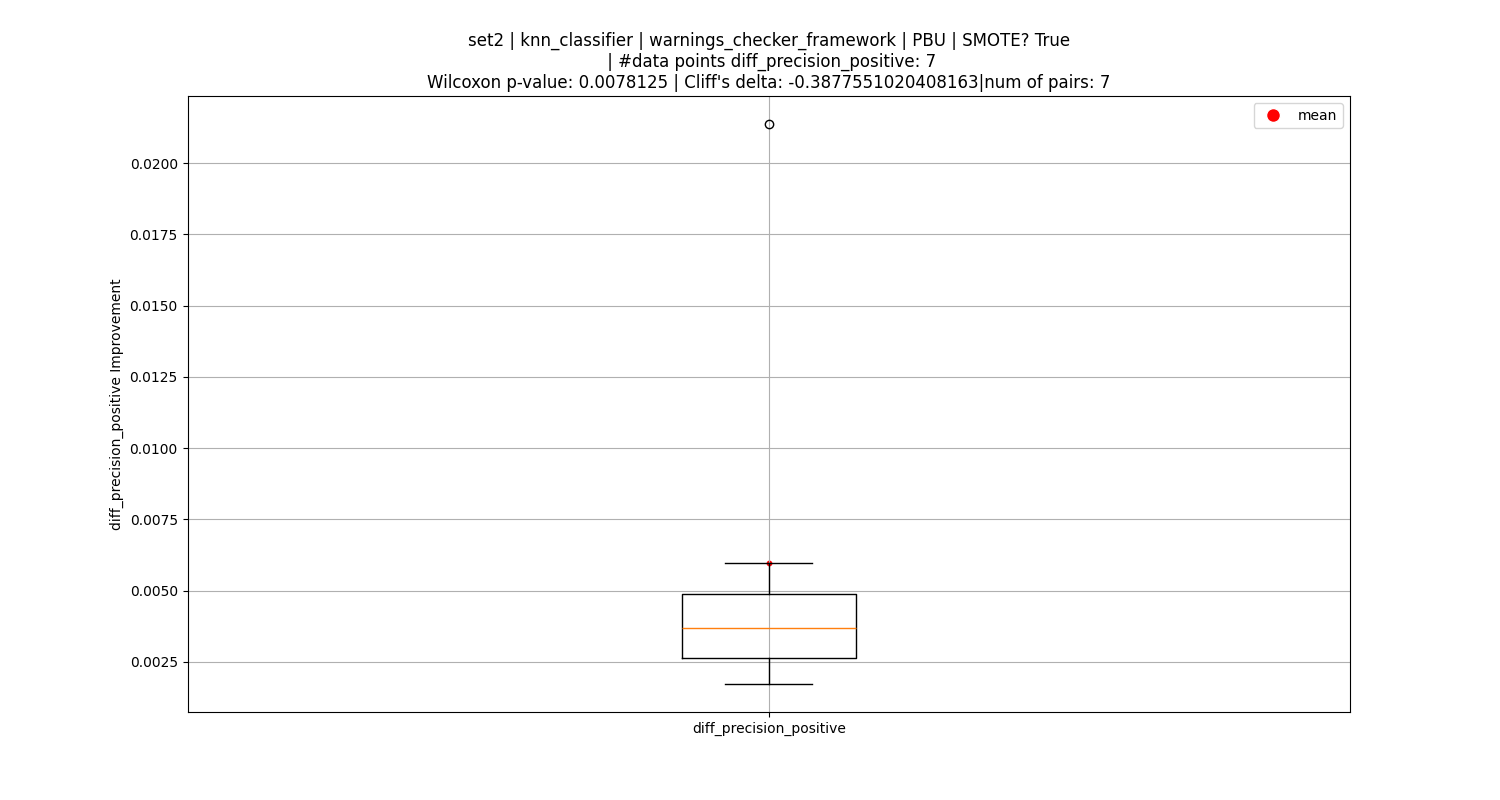 set2 | knn_classifier | warnings_checker_framework | PBU | SMOTE? True
| #data points diff_precision_positive: 7
Wilcoxon p-value: 0.0078125 | Cliff's delta: -0.3877551020408163|num of pairs: 7
mean
0.0200
0.0175
0.0150
0.0125
0.0100
0.0075
0.0050
0.0025
diff_precision_positive Improvement
diff_precision_positive